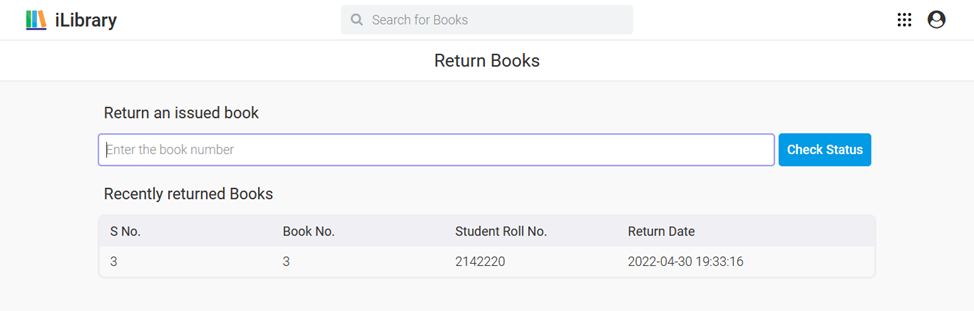 iLibrary
Search for Books
Return Books
Return an issued book
Enter the book number
Check Status
Recently returned Books
S No. Book No. Student Roll No. Return Date
3 3 2142220 2022-04-30 19:33:16